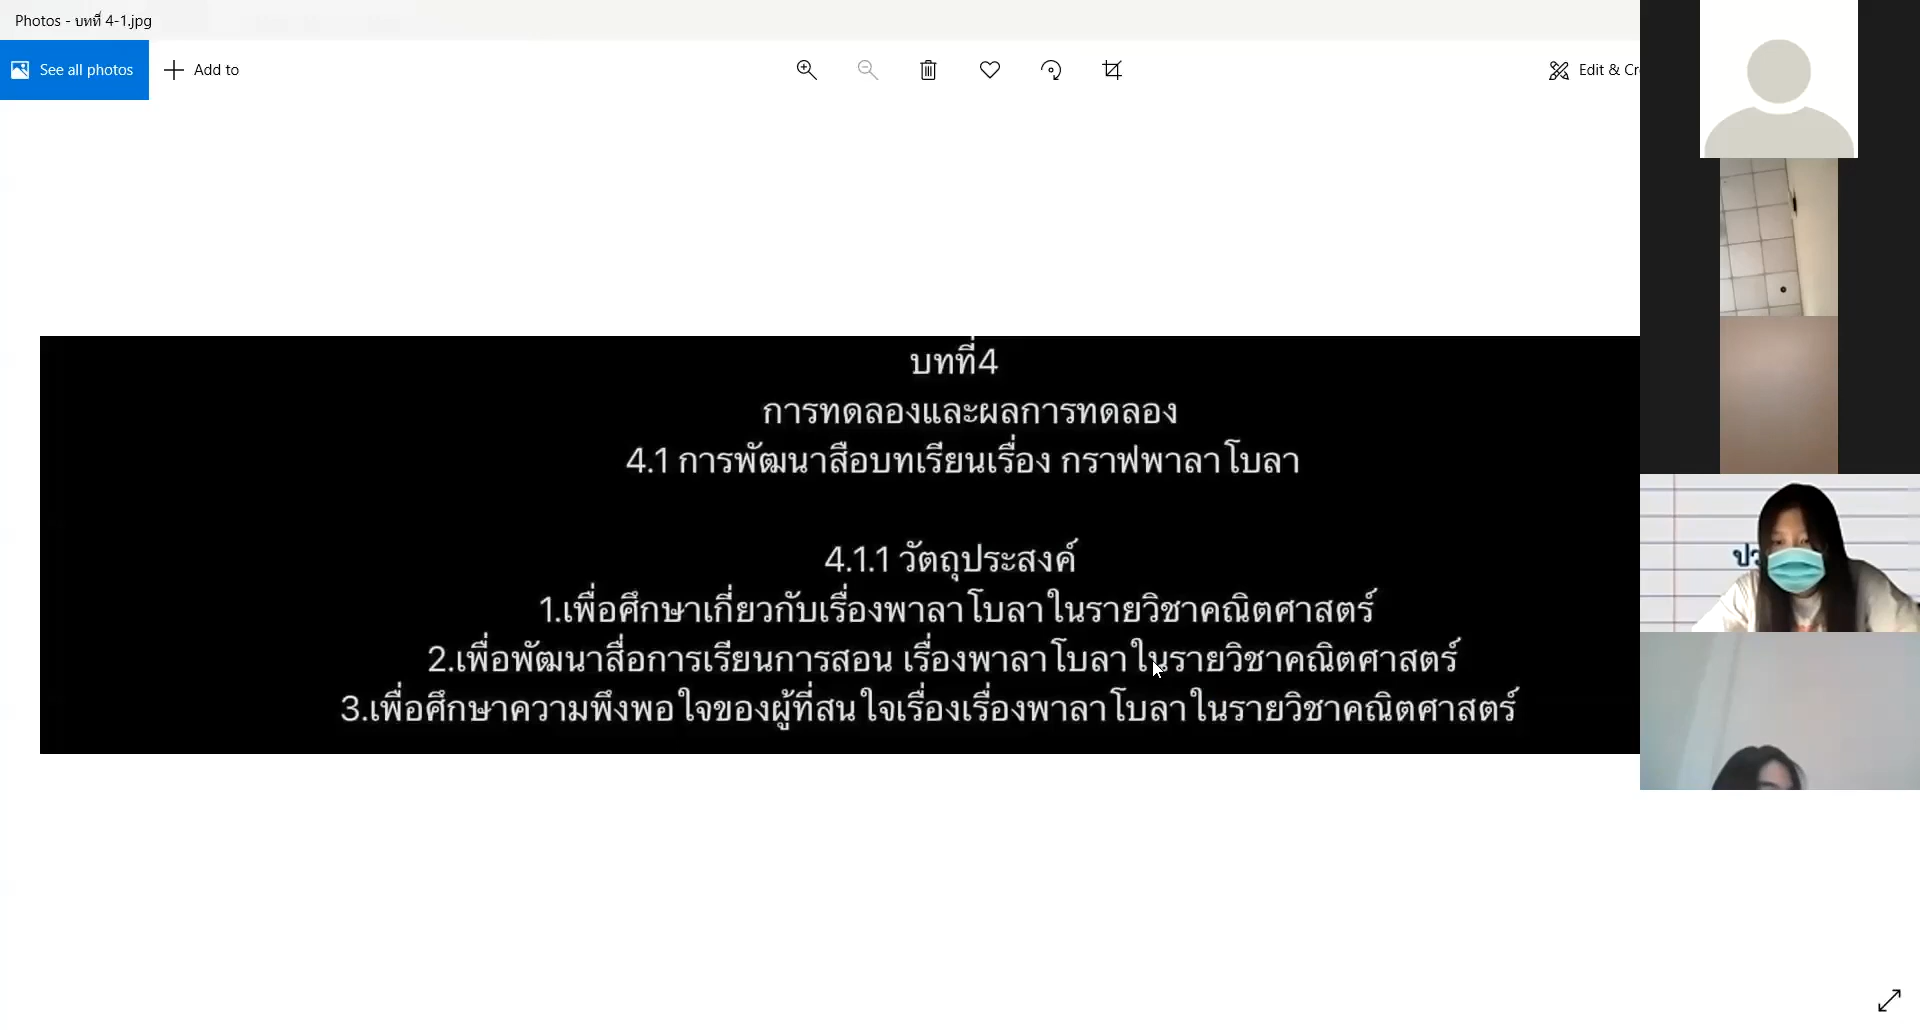 Photos - บทที่ 4-1.jpg
See all photos
Add to
Edit & Cr
บทที่4
การทดลองและผลการทดลอง
4.1 การพัฒนาสือบทเรียนเรื่อง กราฟพาลาโบลา
4.1.1 วัตถุประสงค์
1.เพื่อศึกษาเกี่ยวกับเรื่องพาลาโบลาในรายวิชาคณิตศาสตร์
2.เพื่อพัฒนาสื่อการเรียนการสอน เรื่องพาลาโบลาในรายวิชาคณิตศาสตร์
3.เพื่อศึกษาความพึงพอใจของผู้ที่สนใจเรื่องเรื่องพาลาโบลาในรายวิชาคณิตศาสตร์